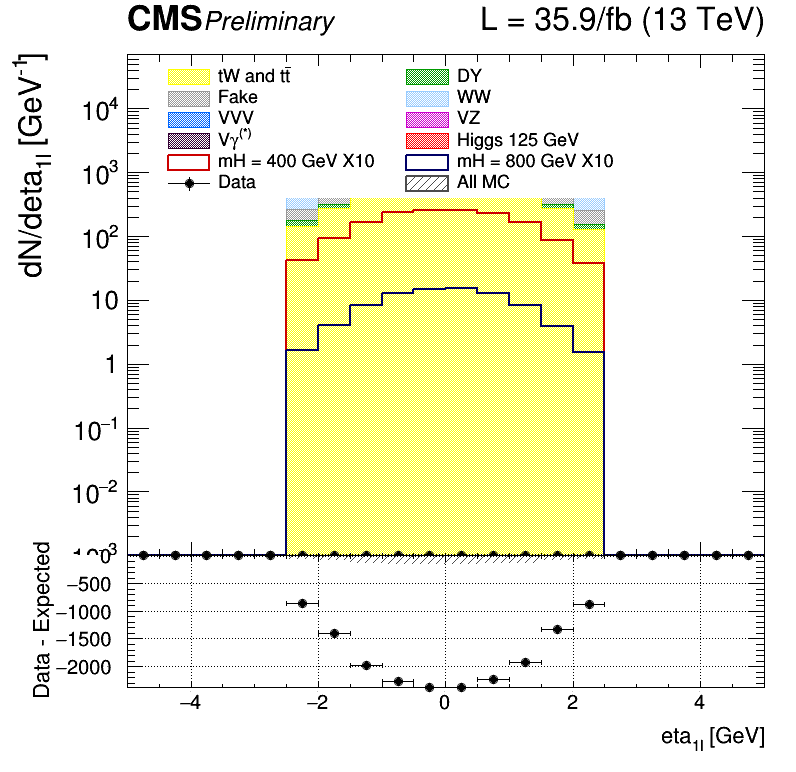 CMS Preliminary L = 35.9/fb (13 TeV)
dN/deta₁ₗ [GeV⁻¹]
tW and tt̄ DY
Fake WW
VVV VZ
Vγ⁽*⁾ Higgs 125 GeV
mH = 400 GeV X10 mH = 800 GeV X10
Data All MC
10⁴
10³
10²
10
1
10⁻¹
10⁻²
Data - Expected
0
−500
−1000
−1500
−2000
−4 −2 0 2 4
eta₁ₗ [GeV]